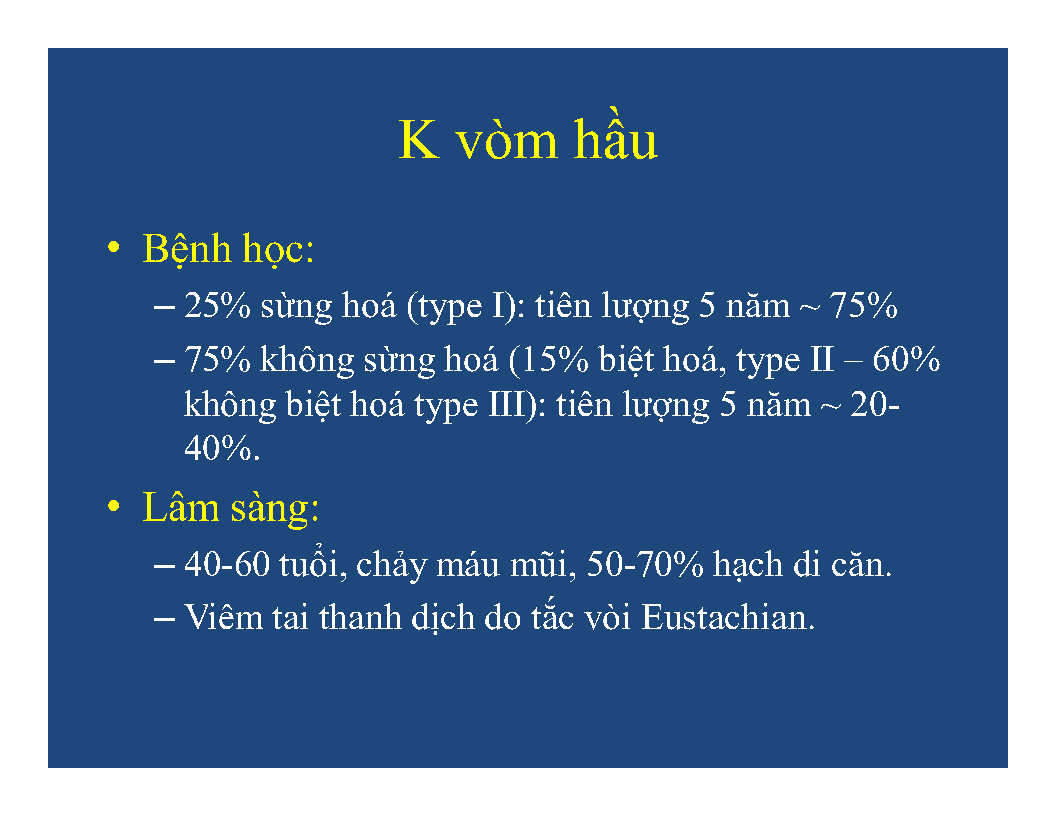 K vòm hầu
• Bệnh học:
– 25% sừng hoá (type I): tiên lượng 5 năm ~ 75%
– 75% không sừng hoá (15% biệt hoá, type II – 60%
không biệt hoá type III): tiên lượng 5 năm ~ 20-
40%.
• Lâm sàng:
– 40-60 tuổi, chảy máu mũi, 50-70% hạch di căn.
– Viêm tai thanh dịch do tắc vòi Eustachian.